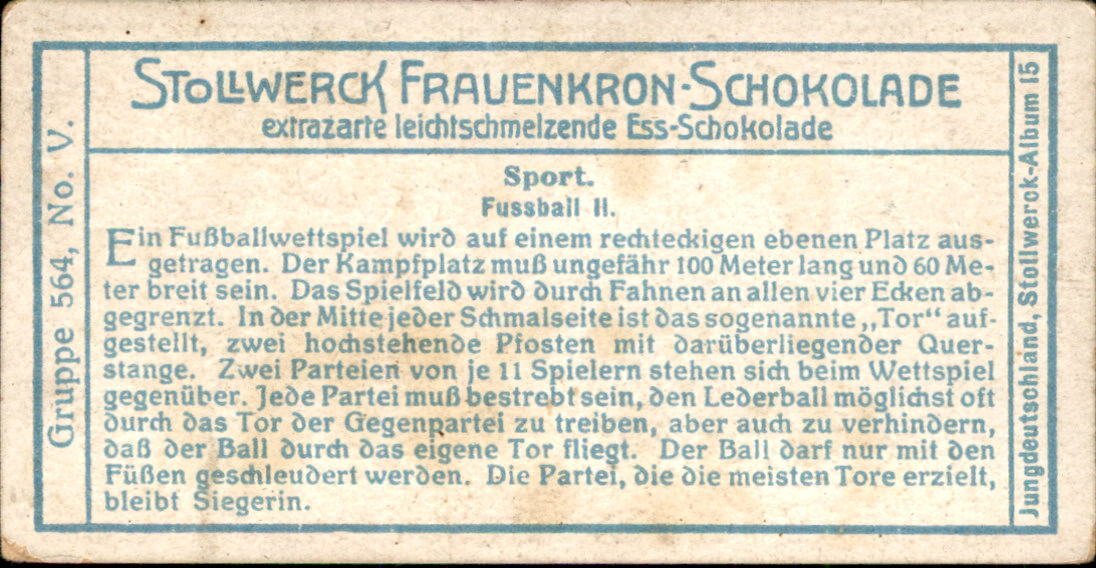 Gruppe 564, No. V.
STOLLWERCK FRAUENKRON-SCHOKOLADE
extrazarte leichtschmelzende Ess-Schokolade
Sport.
Fussball II.
Ein Fußballwettspiel wird auf einem rechteckigen ebenen Platz aus-
getragen. Der Kampfplatz muß ungefähr 100 Meter lang und 60 Me-
ter breit sein. Das Spielfeld wird durch Fahnen an allen vier Ecken ab-
gegrenzt. In der Mitte jeder Schmalseite ist das sogenannte „Tor“ auf-
gestellt, zwei hochstehende Pfosten mit darüberliegender Quer-
stange. Zwei Parteien von je 11 Spielern stehen sich beim Wettspiel
gegenüber. Jede Partei muß bestrebt sein, den Lederball möglichst oft
durch das Tor der Gegenpartei zu treiben, aber auch zu verhindern,
daß der Ball durch das eigene Tor fliegt. Der Ball darf nur mit den
Füßen geschleudert werden. Die Partei, die die meisten Tore erzielt,
bleibt Siegerin.
Jungdeutschland, Stollwerck-Album 15